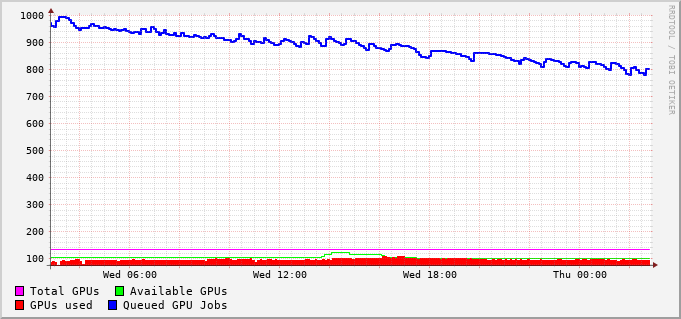 1000
900
800
700
600
500
400
300
200
100
Wed 06:00 Wed 12:00 Wed 18:00 Thu 00:00
Total GPUs Available GPUs
GPUs used Queued GPU Jobs
RRDTOOL / TOBI OETIKER